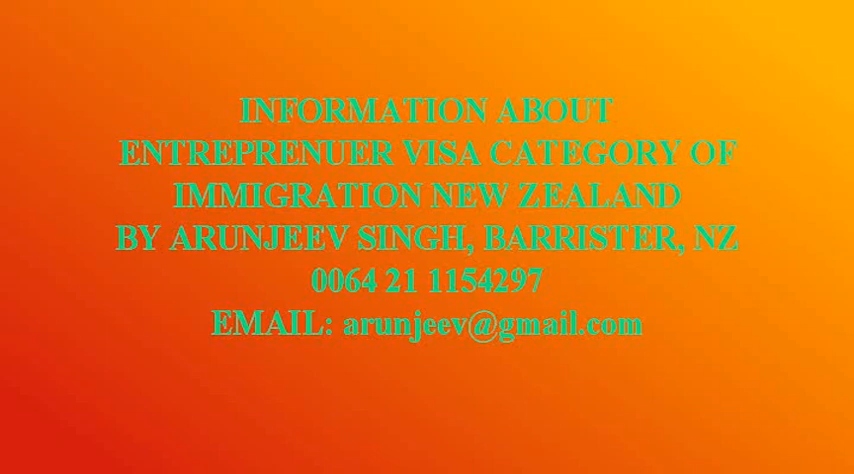 INFORMATION ABOUT
ENTREPRENUER VISA CATEGORY OF
IMMIGRATION NEW ZEALAND
BY ARUNJEEV SINGH, BARRISTER, NZ
0064 21 1154297
EMAIL: arunjeev@gmail.com